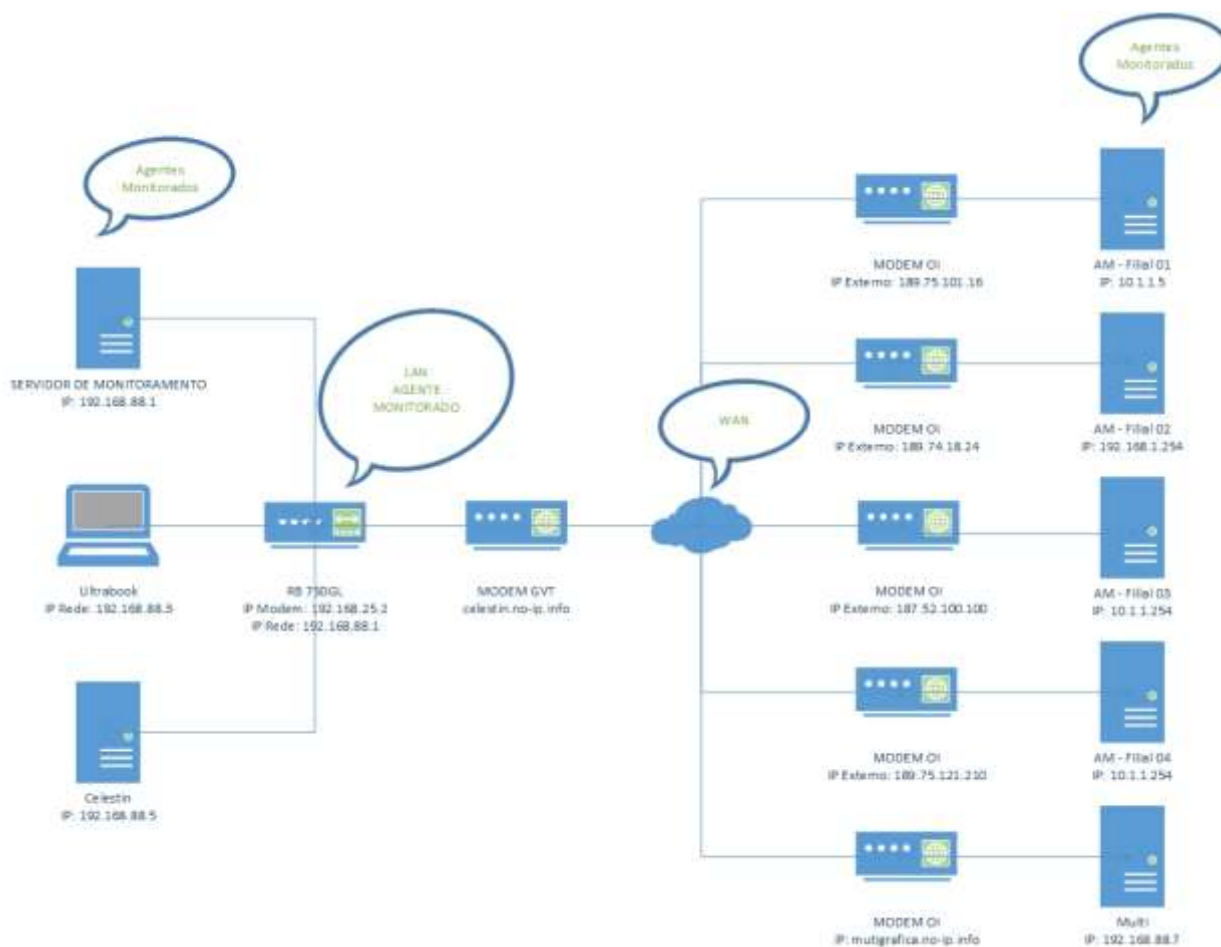 Agentes
Monitorados
Agentes
Monitorados
SERVIDOR DE MONITORAMENTO
IP: 192.168.88.1
LAN
AGENTE
MONITORADO
WAN
MODEM OI
IP Externo: 189.75.101.16
AM - Filial 01
IP: 10.1.1.5
MODEM OI
IP Externo: 189.74.18.24
AM - Filial 02
IP: 192.168.1.254
Ultrabook
IP Rede: 192.168.88.3
RB 750GL
IP Modem: 192.168.25.2
IP Rede: 192.168.88.1
MODEM GVT
celestin.no-ip.info
MODEM OI
IP Externo: 187.52.100.100
AM - Filial 03
IP: 10.1.1.254
Celestin
IP: 192.168.88.5
MODEM OI
IP Externo: 189.75.121.210
AM - Filial 04
IP: 10.1.1.254
MODEM OI
IP: mutigrafica.no-ip.info
Multi
IP: 192.168.88.7